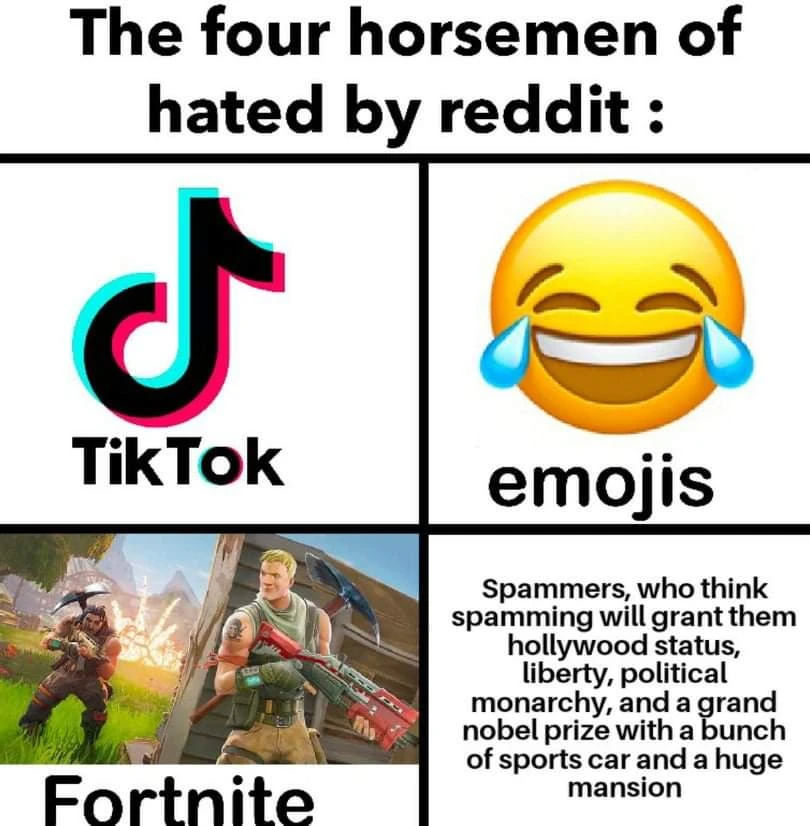 The four horsemen of
hated by reddit :
TikTok
emojis
Fortnite
Spammers, who think
spamming will grant them
hollywood status,
liberty, political
monarchy, and a grand
nobel prize with a bunch
of sports car and a huge
mansion